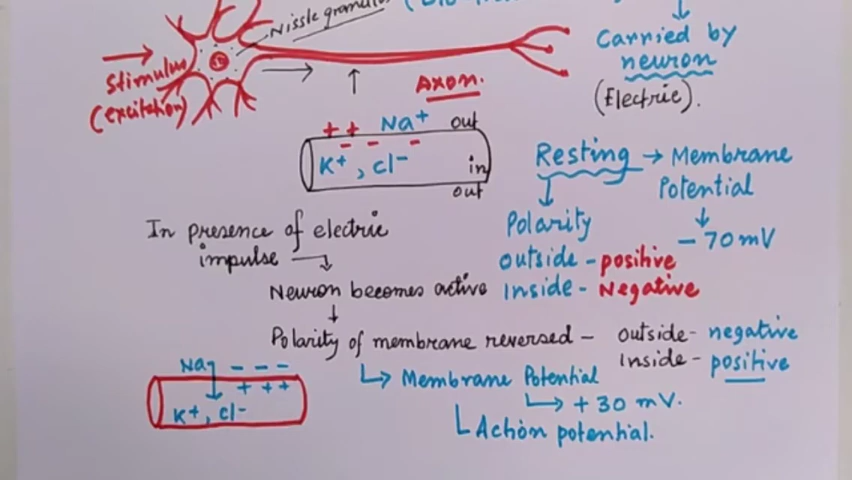 Nissle granules
Carried by
neuron
(Electric).
Stimulus
(excitation)
Axon.
+ + Na+ out
- - -
K+, Cl- in
out
Resting → Membrane
Potential
- 70 mV
Polarity
outside - positive
Inside - Negative
In presence of electric
impulse
Neuron becomes active
Polarity of membrane reversed - outside - negative
inside - positive
Membrane Potential
+ 30 mV.
Action potential.
Na - - -
+ + +
K+, Cl-